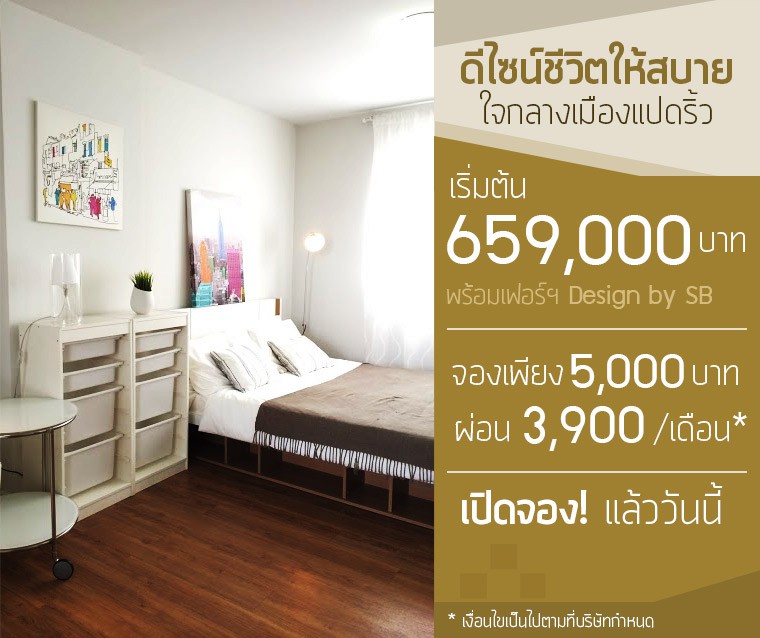 ดีไซน์ชีวิตให้สบาย
ใจกลางเมืองแปดริ้ว
เริ่มต้น
659,000 บาท
พร้อมเฟอร์ฯ Design by SB
จองเพียง 5,000 บาท
ผ่อน 3,900 /เดือน*
เปิดจอง! แล้ววันนี้
* เงื่อนไขเป็นไปตามที่บริษัทกำหนด